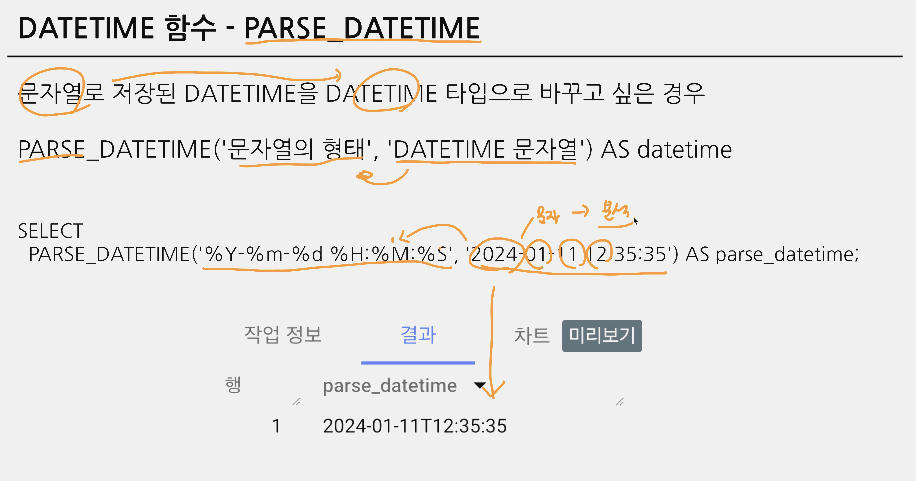 DATETIME 함수 - PARSE_DATETIME
문자열로 저장된 DATETIME을 DATETIME 타입으로 바꾸고 싶은 경우
PARSE_DATETIME('문자열의 형태', 'DATETIME 문자열') AS datetime
문자 → 분석
SELECT
PARSE_DATETIME('%Y-%m-%d %H:%M:%S', '2024-01-11 12:35:35') AS parse_datetime;
작업 정보 결과 차트 미리보기
행 parse_datetime
1 2024-01-11T12:35:35